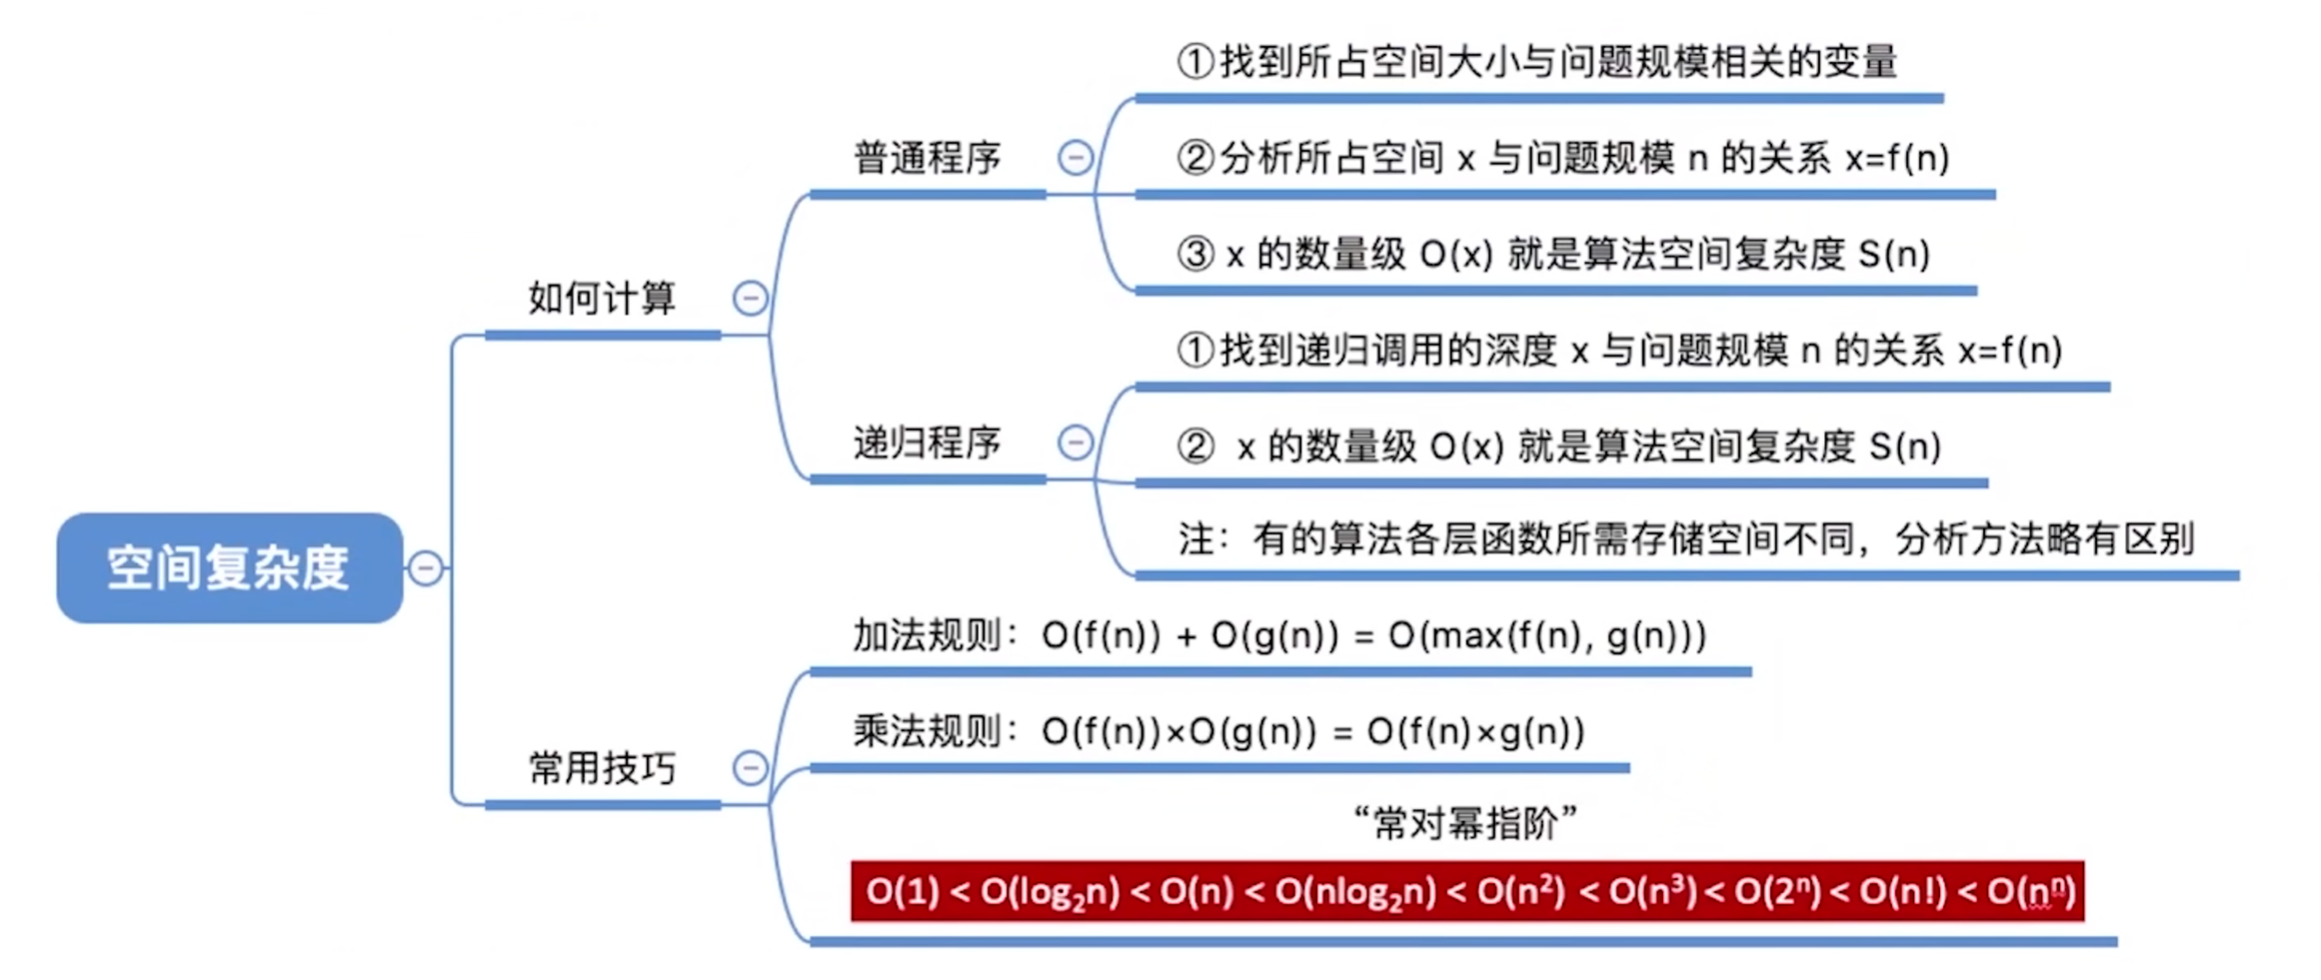 ①找到所占空间大小与问题规模相关的变量
普通程序
②分析所占空间 x 与问题规模 n 的关系 x=f(n)
③ x 的数量级 O(x) 就是算法空间复杂度 S(n)
如何计算
①找到递归调用的深度 x 与问题规模 n 的关系 x=f(n)
递归程序
② x 的数量级 O(x) 就是算法空间复杂度 S(n)
注：有的算法各层函数所需存储空间不同，分析方法略有区别
空间复杂度
加法规则：O(f(n)) + O(g(n)) = O(max(f(n), g(n)))
乘法规则：O(f(n))×O(g(n)) = O(f(n)×g(n))
常用技巧
“常对幂指阶”
O(1) < O(log₂n) < O(n) < O(nlog₂n) < O(n²) < O(n³) < O(2ⁿ) < O(n!) < O(nⁿ)